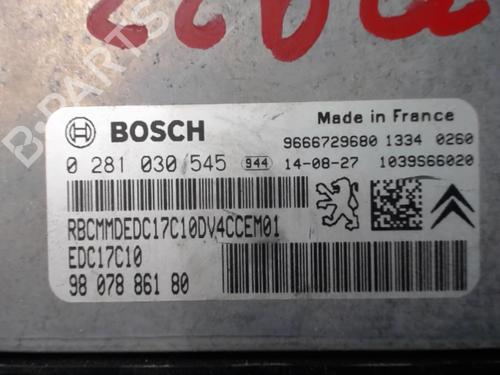 BOSCH
Made in France
9666729680 1334 0260
0 281 030 545 944 14-08-27 1039S66020
RBCMMDEDC17C10DV4CCEM01
EDC17C10
98 078 861 80
B-PARTS